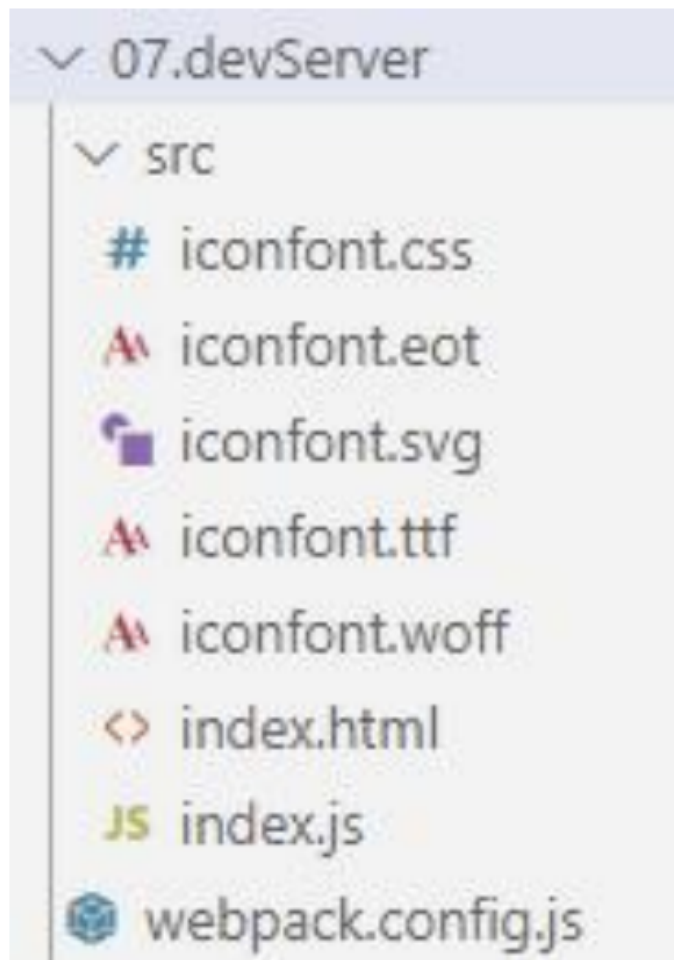 07.devServer
src
# iconfont.css
iconfont.eot
iconfont.svg
iconfont.ttf
iconfont.woff
<> index.html
JS index.js
webpack.config.js